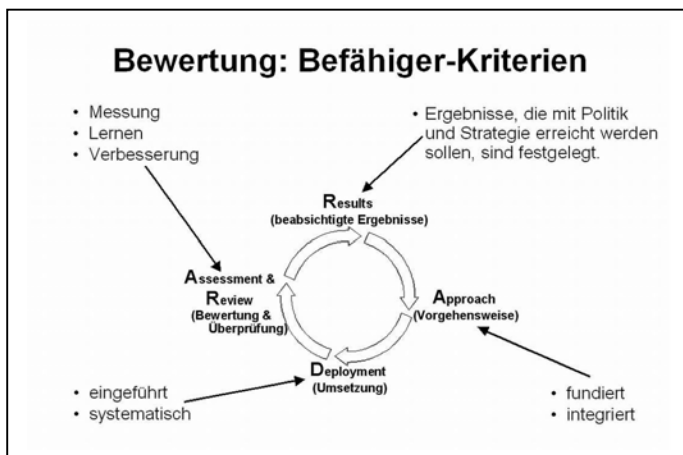 Bewertung: Befähiger-Kriterien
• Messung
• Lernen
• Verbesserung
• Ergebnisse, die mit Politik
und Strategie erreicht werden
sollen, sind festgelegt.
Results
(beabsichtigte Ergebnisse)
Assessment &
Review
(Bewertung &
Überprüfung)
Approach
(Vorgehensweise)
Deployment
(Umsetzung)
• eingeführt
• systematisch
• fundiert
• integriert